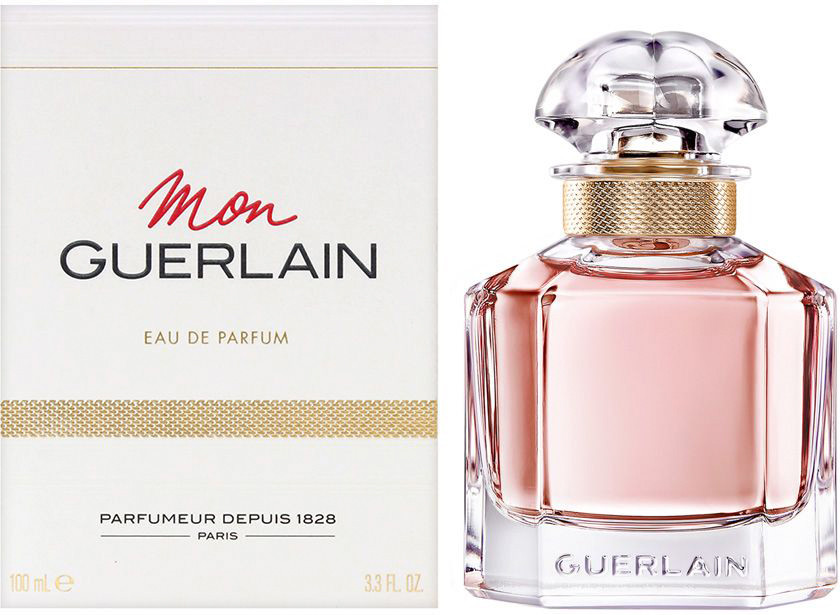 Mon
GUERLAIN
EAU DE PARFUM
PARFUMEUR DEPUIS 1828
PARIS
100 mL ℮
3.3 FL. OZ.
GUERLAIN